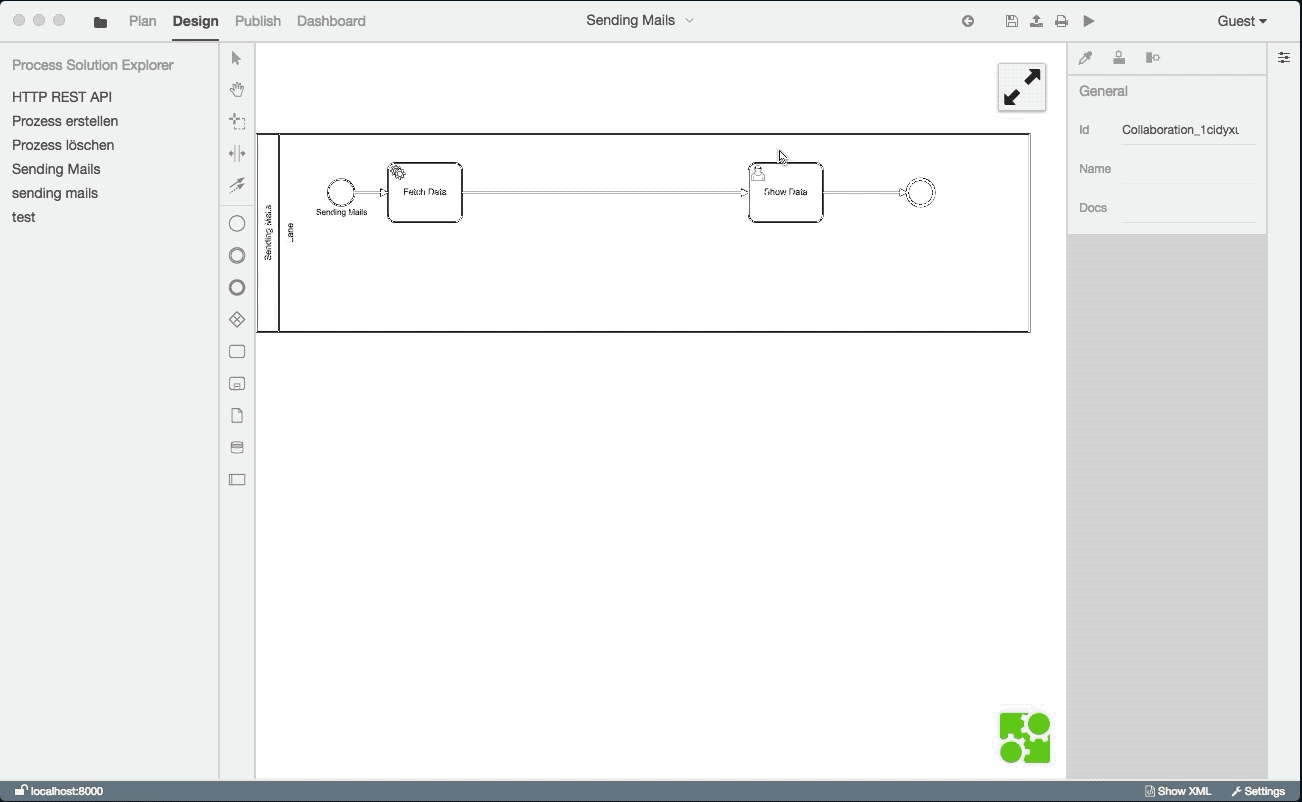 Plan Design Publish Dashboard Sending Mails Guest
Process Solution Explorer
HTTP REST API
Prozess erstellen
Prozess löschen
Sending Mails
sending mails
test
Sending Mails
Lane
Sending Mails
Fetch Data
Show Data
General
Id Collaboration_1cidyxu
Name
Docs
localhost:8000 Show XML Settings